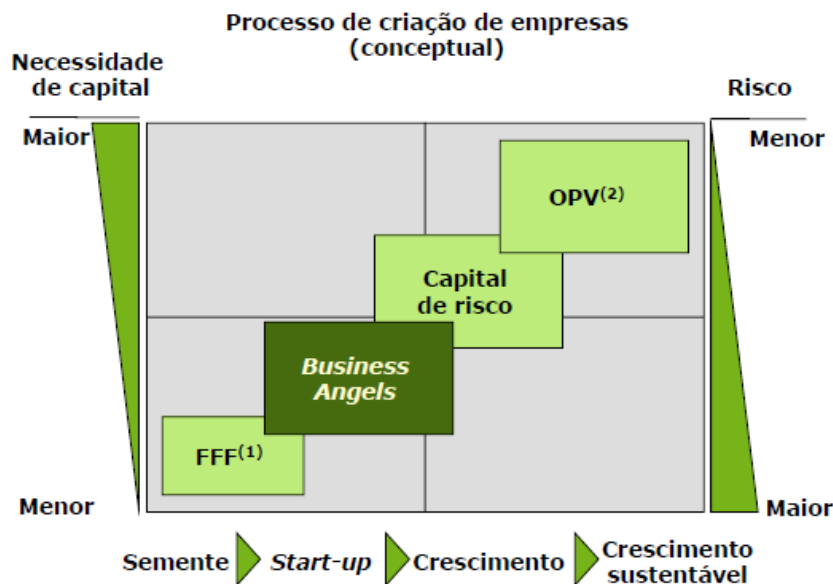 Processo de criação de empresas
(conceptual)
Necessidade
de capital
Risco
Maior
Menor
OPV(2)
Capital
de risco
Business
Angels
FFF(1)
Menor
Maior
Semente
Start-up
Crescimento
Crescimento
sustentável